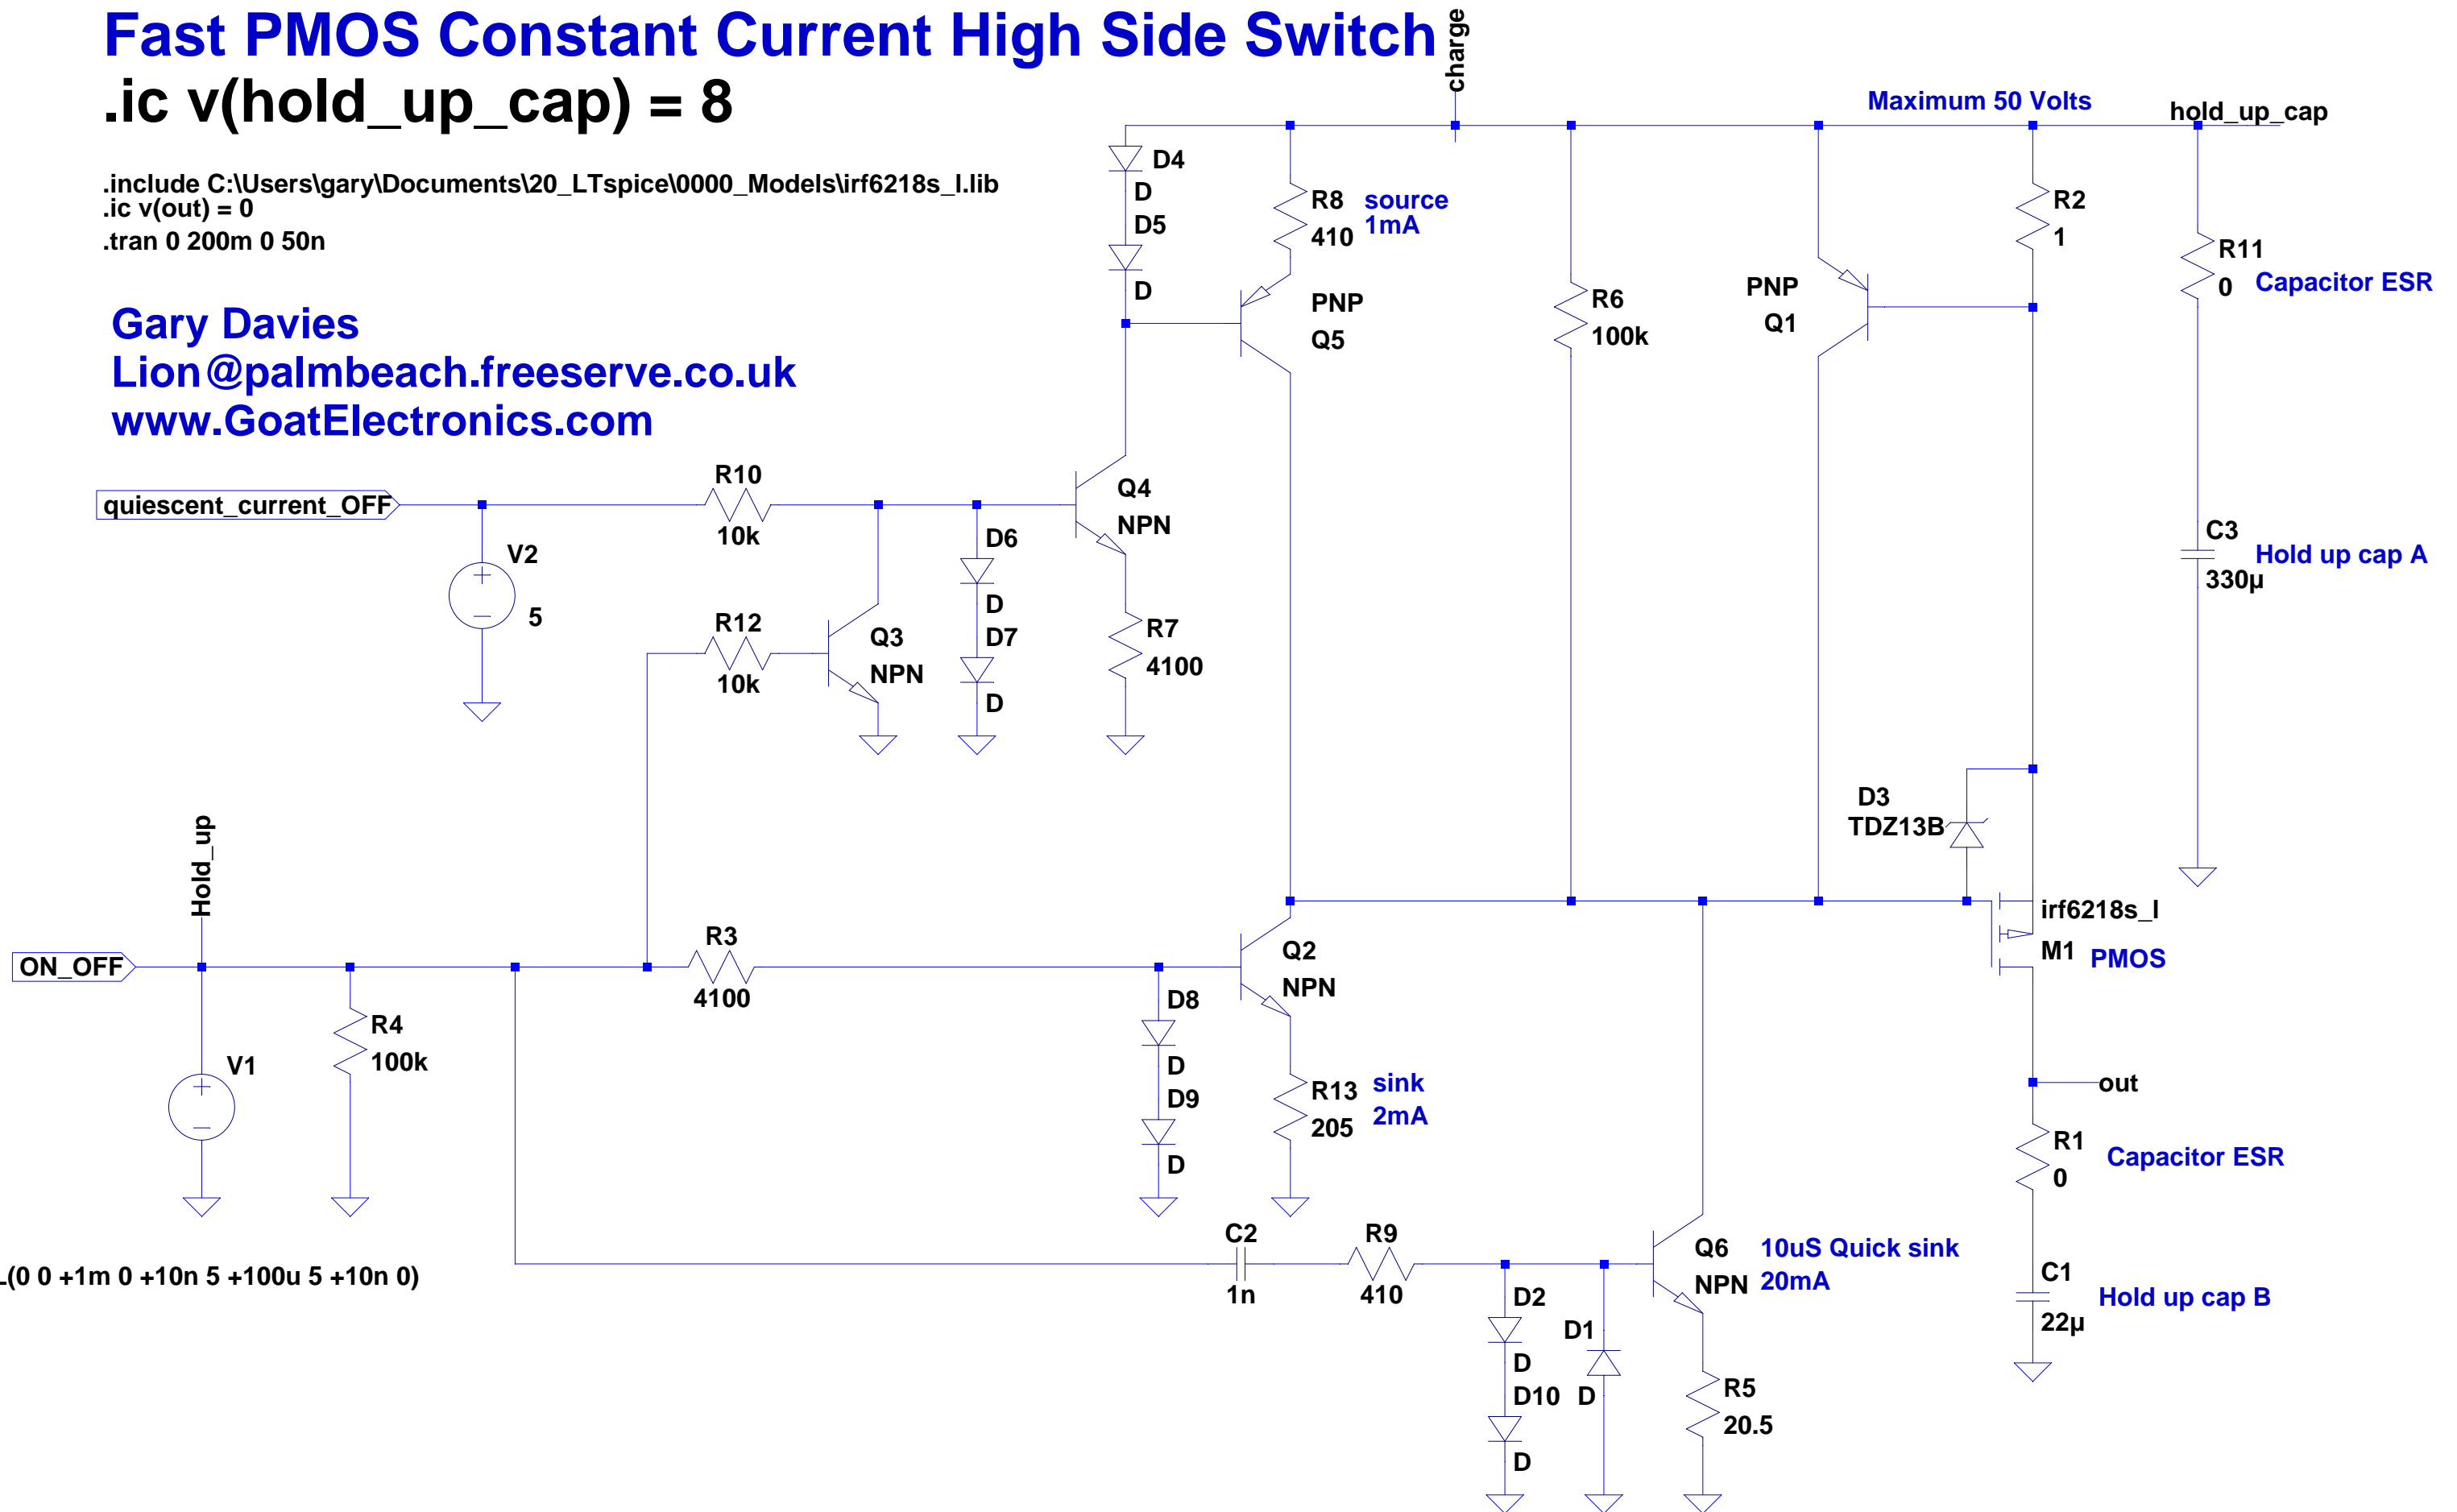 Fast PMOS Constant Current High Side Switch
.ic v(hold_up_cap) = 8
.include C:\Users\gary\Documents\20_LTspice\0000_Models\irf6218s_l.lib
.ic v(out) = 0
.tran 0 200m 0 50n
Gary Davies
Lion@palmbeach.freeserve.co.uk
www.GoatElectronics.com
charge
Maximum 50 Volts
hold_up_cap
D4
D
D5
D
R8
410
source
1mA
PNP
Q5
R6
100k
PNP
Q1
R2
1
R11
0
Capacitor ESR
C3
330µ
Hold up cap A
quiescent_current_OFF
V2
5
R10
10k
R12
10k
Q3
NPN
D6
D
D7
D
Q4
NPN
R7
4100
D3
TDZ13B
irf6218s_l
M1
PMOS
Hold_up
ON_OFF
V1
R4
100k
R3
4100
D8
D
D9
D
Q2
NPN
R13
205
sink
2mA
out
R1
0
Capacitor ESR
C1
22µ
Hold up cap B
L(0 0 +1m 0 +10n 5 +100u 5 +10n 0)
C2
1n
R9
410
D2
D
D10
D
D1
D
Q6
NPN
10uS Quick sink
20mA
R5
20.5